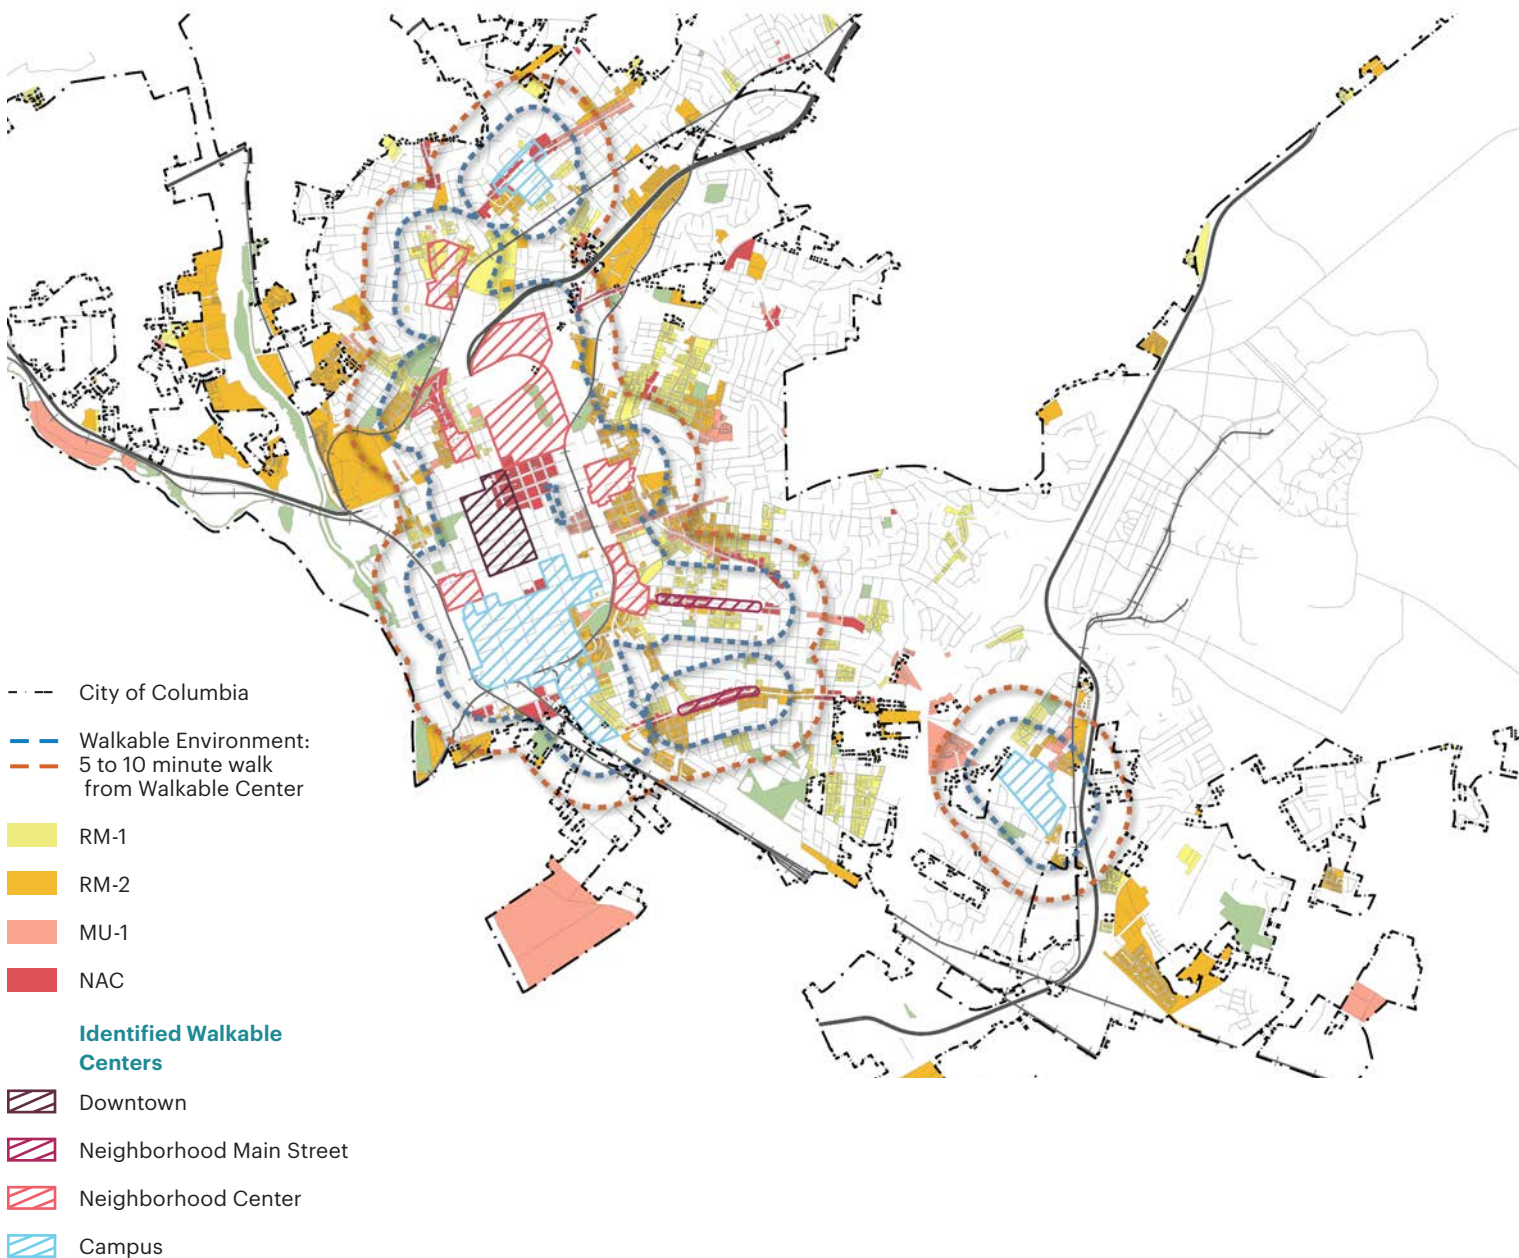 City of Columbia
Walkable Environment:
5 to 10 minute walk
from Walkable Center
RM-1
RM-2
MU-1
NAC
Identified Walkable
Centers
Downtown
Neighborhood Main Street
Neighborhood Center
Campus